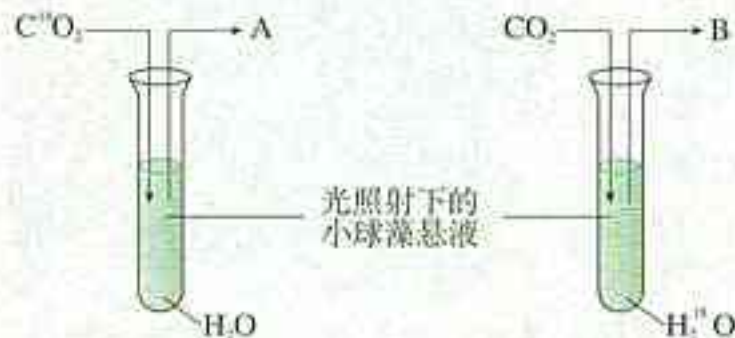 C¹⁸O₂
A
CO₂
B
光照射下的
小球藻悬液
H₂O
H₂¹⁸O